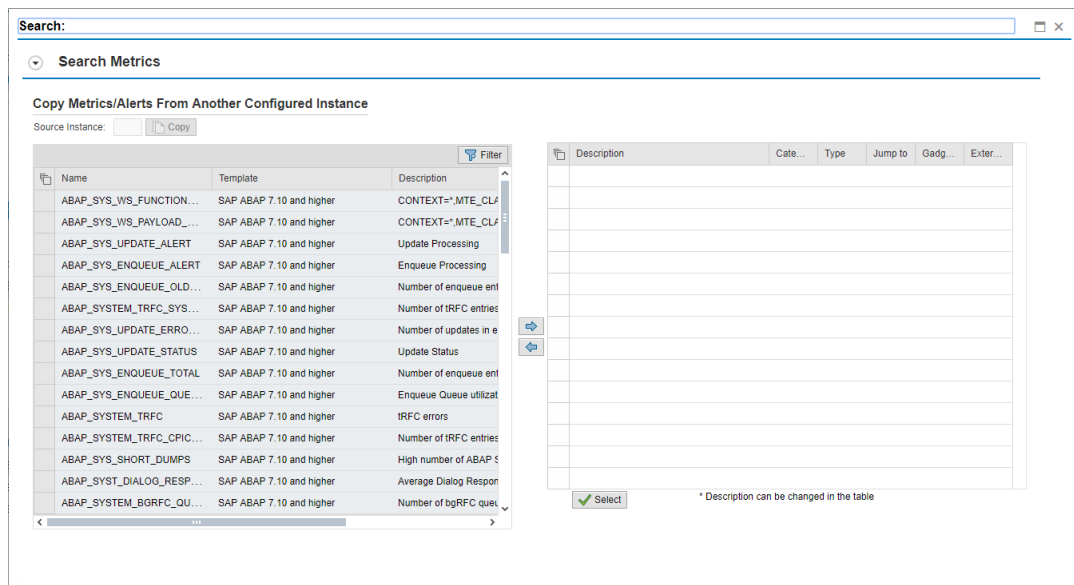 Search:
Search Metrics
Copy Metrics/Alerts From Another Configured Instance
Source Instance: Copy
Filter
Name Template Description
ABAP_SYS_WS_FUNCTION... SAP ABAP 7.10 and higher CONTEXT=*,MTE_CLA
ABAP_SYS_WS_PAYLOAD_... SAP ABAP 7.10 and higher CONTEXT=*,MTE_CLA
ABAP_SYS_UPDATE_ALERT SAP ABAP 7.10 and higher Update Processing
ABAP_SYS_ENQUEUE_ALERT SAP ABAP 7.10 and higher Enqueue Processing
ABAP_SYS_ENQUEUE_OLD... SAP ABAP 7.10 and higher Number of enqueue ent
ABAP_SYSTEM_TRFC_SYS... SAP ABAP 7.10 and higher Number of tRFC entries
ABAP_SYS_UPDATE_ERRO... SAP ABAP 7.10 and higher Number of updates in e
ABAP_SYS_UPDATE_STATUS SAP ABAP 7.10 and higher Update Status
ABAP_SYS_ENQUEUE_TOTAL SAP ABAP 7.10 and higher Number of enqueue ent
ABAP_SYS_ENQUEUE_QUE... SAP ABAP 7.10 and higher Enqueue Queue utilizat
ABAP_SYSTEM_TRFC SAP ABAP 7.10 and higher tRFC errors
ABAP_SYSTEM_TRFC_CPIC... SAP ABAP 7.10 and higher Number of tRFC entries
ABAP_SYS_SHORT_DUMPS SAP ABAP 7.10 and higher High number of ABAP S
ABAP_SYST_DIALOG_RESP... SAP ABAP 7.10 and higher Average Dialog Respon
ABAP_SYSTEM_BGRFC_QU... SAP ABAP 7.10 and higher Number of bgRFC queu
Description Cate... Type Jump to Gadg... Exter...
Select * Description can be changed in the table